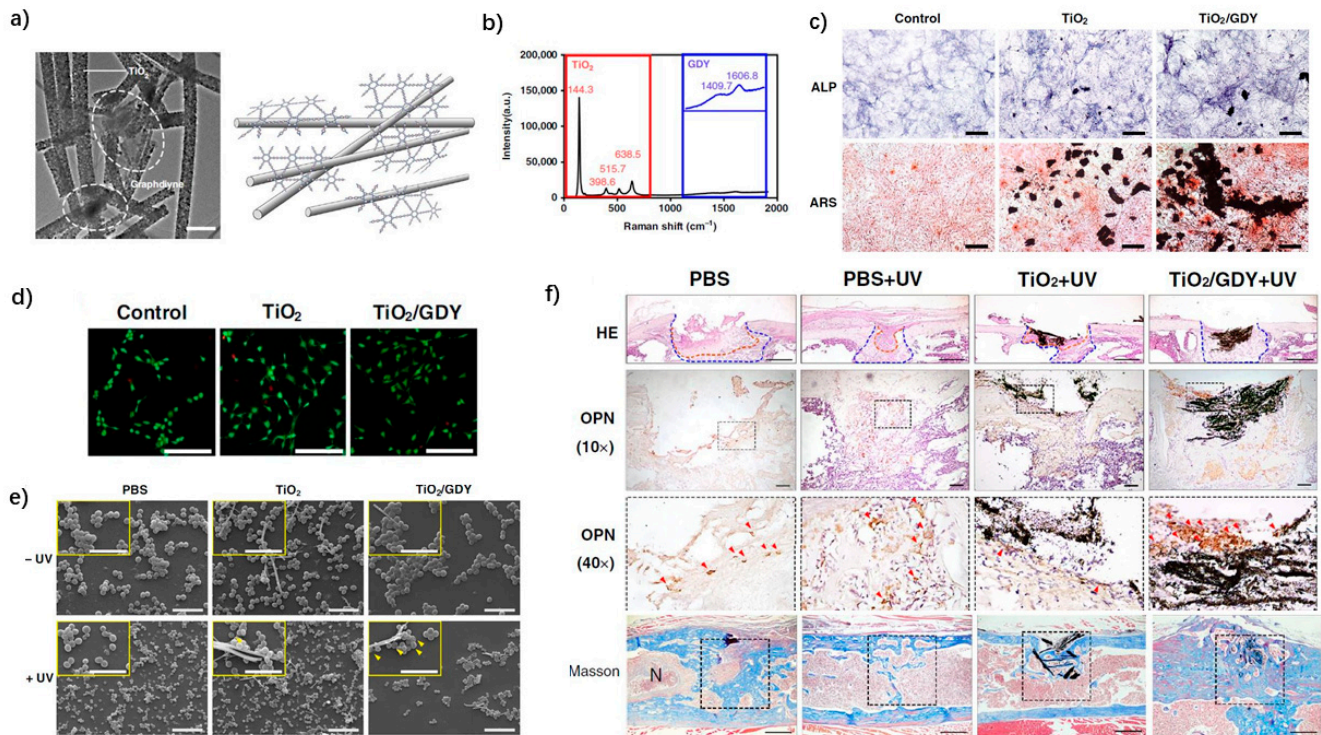 a)
TiO₂
Graphdiyne
b)
200,000
150,000
100,000
50,000
0
Intensity(a.u.)
TiO₂
144.3
398.6
515.7
638.5
GDY
1409.7
1606.8
0
500
1000
1500
2000
Raman shift (cm⁻¹)
c)
Control
TiO₂
TiO₂/GDY
ALP
ARS
d)
Control
TiO₂
TiO₂/GDY
e)
PBS
TiO₂
TiO₂/GDY
– UV
+ UV
f)
PBS
PBS+UV
TiO₂+UV
TiO₂/GDY+UV
HE
OPN
(10×)
OPN
(40×)
Masson
N